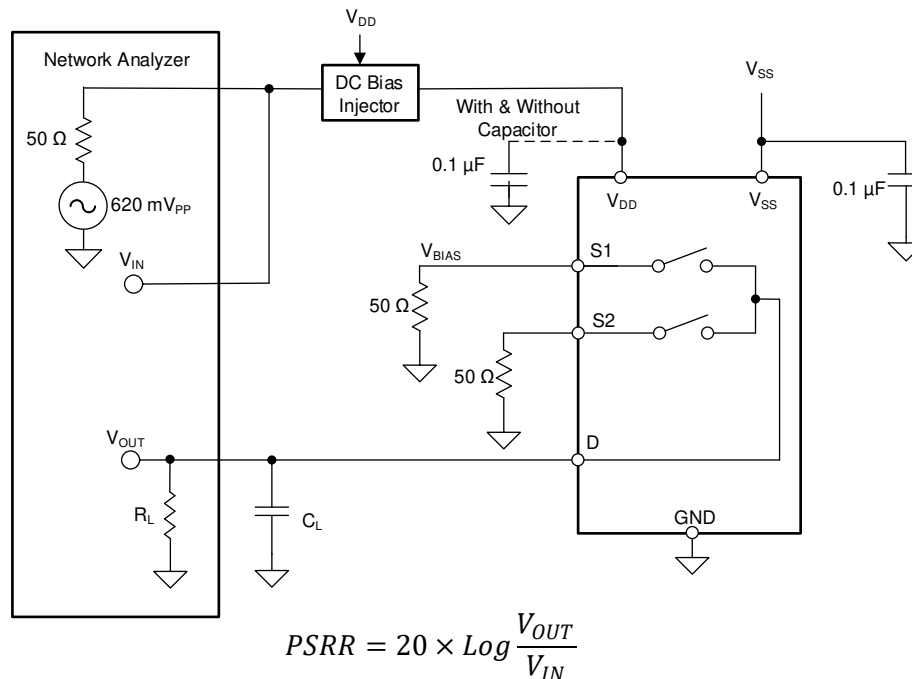 V_DD
Network Analyzer
DC Bias
Injector
V_SS
With & Without
Capacitor
50 Ω
0.1 µF
0.1 µF
620 mV_PP
V_DD
V_SS
V_IN
V_BIAS
S1
50 Ω
S2
50 Ω
V_OUT
D
R_L
C_L
GND
PSRR = 20 × Log V_OUT / V_IN